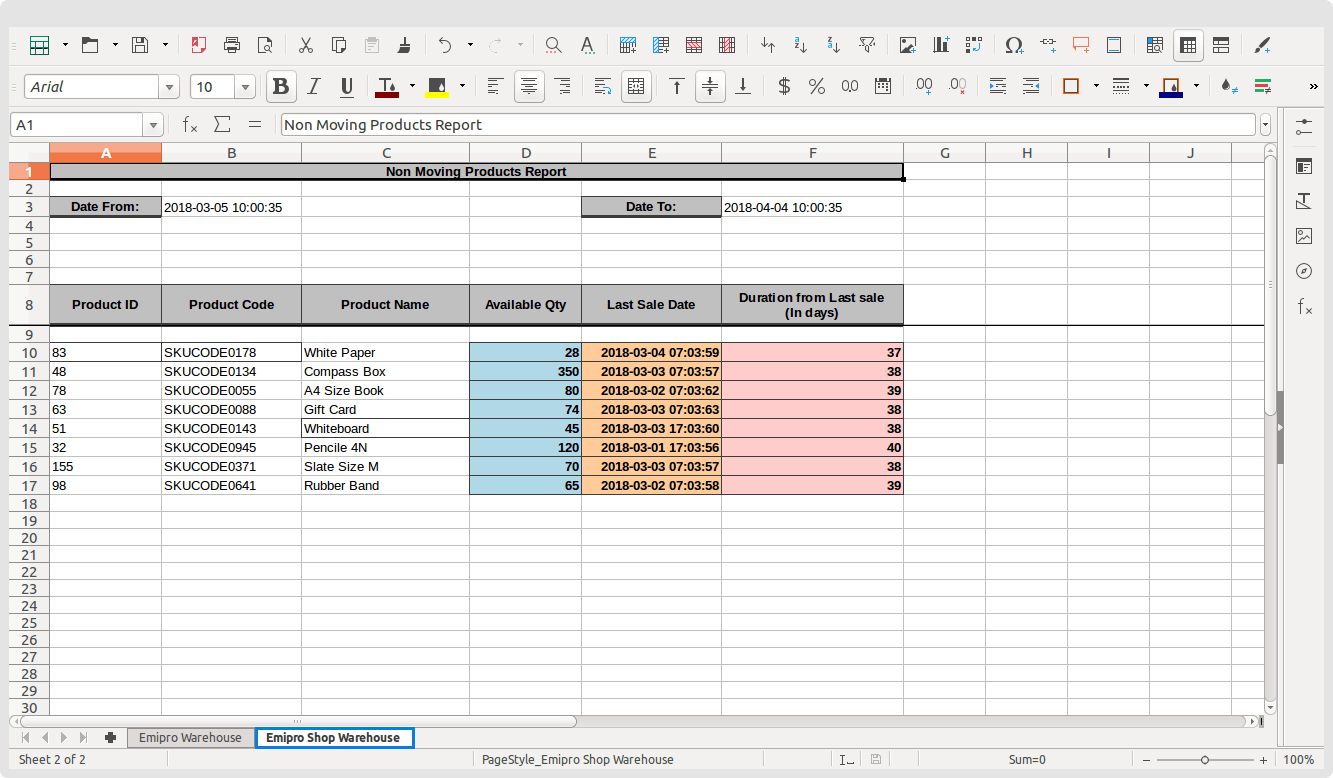 Arial
10
A1
Non Moving Products Report
A B C D E F G H I J
1 Non Moving Products Report
2
3 Date From: 2018-03-05 10:00:35 Date To: 2018-04-04 10:00:35
4
5
6
7
8 Product ID Product Code Product Name Available Qty Last Sale Date Duration from Last sale
(In days)
9
10 83 SKUCODE0178 White Paper 28 2018-03-04 07:03:59 37
11 48 SKUCODE0134 Compass Box 350 2018-03-03 07:03:57 38
12 78 SKUCODE0055 A4 Size Book 80 2018-03-02 07:03:62 39
13 63 SKUCODE0088 Gift Card 74 2018-03-03 07:03:63 38
14 51 SKUCODE0143 Whiteboard 45 2018-03-03 17:03:60 38
15 32 SKUCODE0945 Pencile 4N 120 2018-03-01 17:03:56 40
16 155 SKUCODE0371 Slate Size M 70 2018-03-03 07:03:57 38
17 98 SKUCODE0641 Rubber Band 65 2018-03-02 07:03:58 39
18
19
20
21
22
23
24
25
26
27
28
29
30
Emipro Warehouse Emipro Shop Warehouse
Sheet 2 of 2 PageStyle_Emipro Shop Warehouse Sum=0 100%